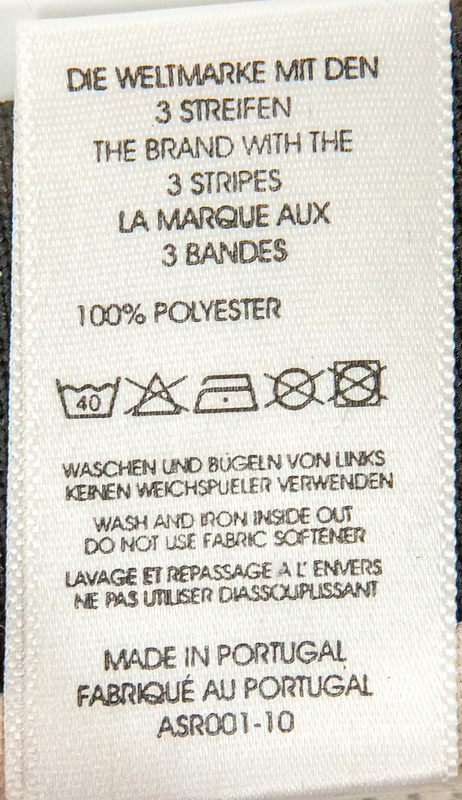 DIE WELTMARKE MIT DEN
3 STREIFEN
THE BRAND WITH THE
3 STRIPES
LA MARQUE AUX
3 BANDES
100% POLYESTER
40
WASCHEN UND BÜGELN VON LINKS
KEINEN WEICHSPUELER VERWENDEN
WASH AND IRON INSIDE OUT
DO NOT USE FABRIC SOFTENER
LAVAGE ET REPASSAGE A L' ENVERS
NE PAS UTILISER D'ASSOUPLISSANT
MADE IN PORTUGAL
FABRIQUÉ AU PORTUGAL
ASR001-10